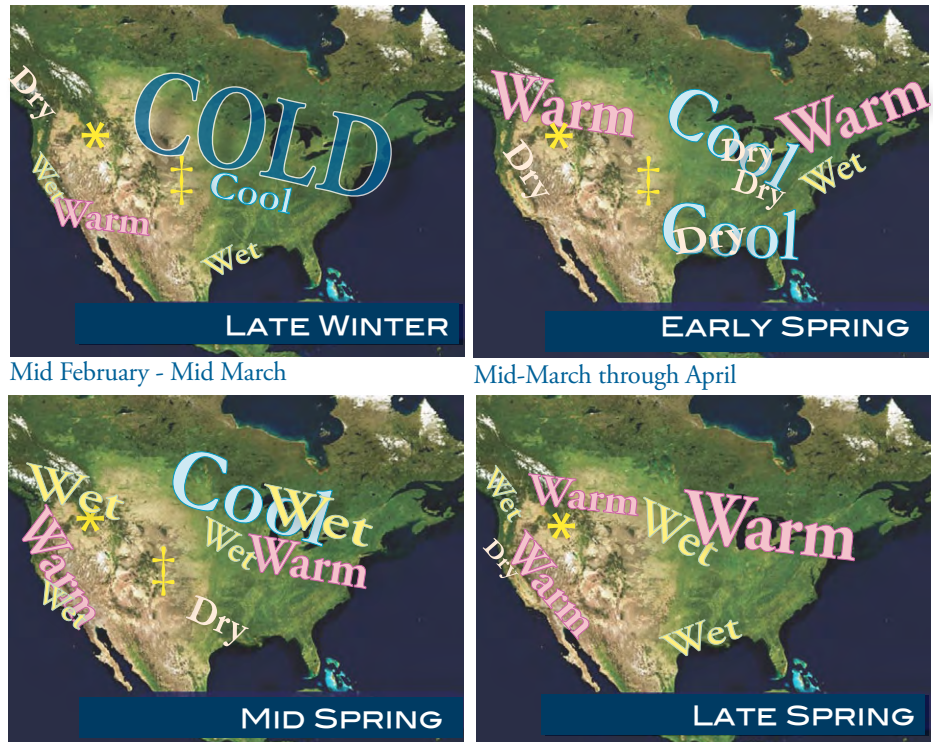 COLD
Dry
*
‡
Wet
Cool
Warm
Wet
LATE WINTER
Mid February - Mid March
Warm
Cool
Warm
*
Dry
Dry
‡
Dry
Wet
Cool
Dry
EARLY SPRING
Mid-March through April
Cool
Wet
Wet
*
Warm
Wet
Warm
‡
Wet
Dry
MID SPRING
Wet
Warm
Wet
Warm
*
Dry
Warm
Wet
LATE SPRING